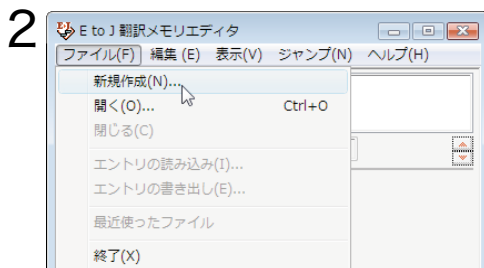 2
E to J 翻訳メモリエディタ
ファイル(F) 編集(E) 表示(V) ジャンプ(N) ヘルプ(H)
新規作成(N)...
開く(O)... Ctrl+O
閉じる(C)
エントリの読み込み(I)...
エントリの書き出し(E)...
最近使ったファイル
終了(X)